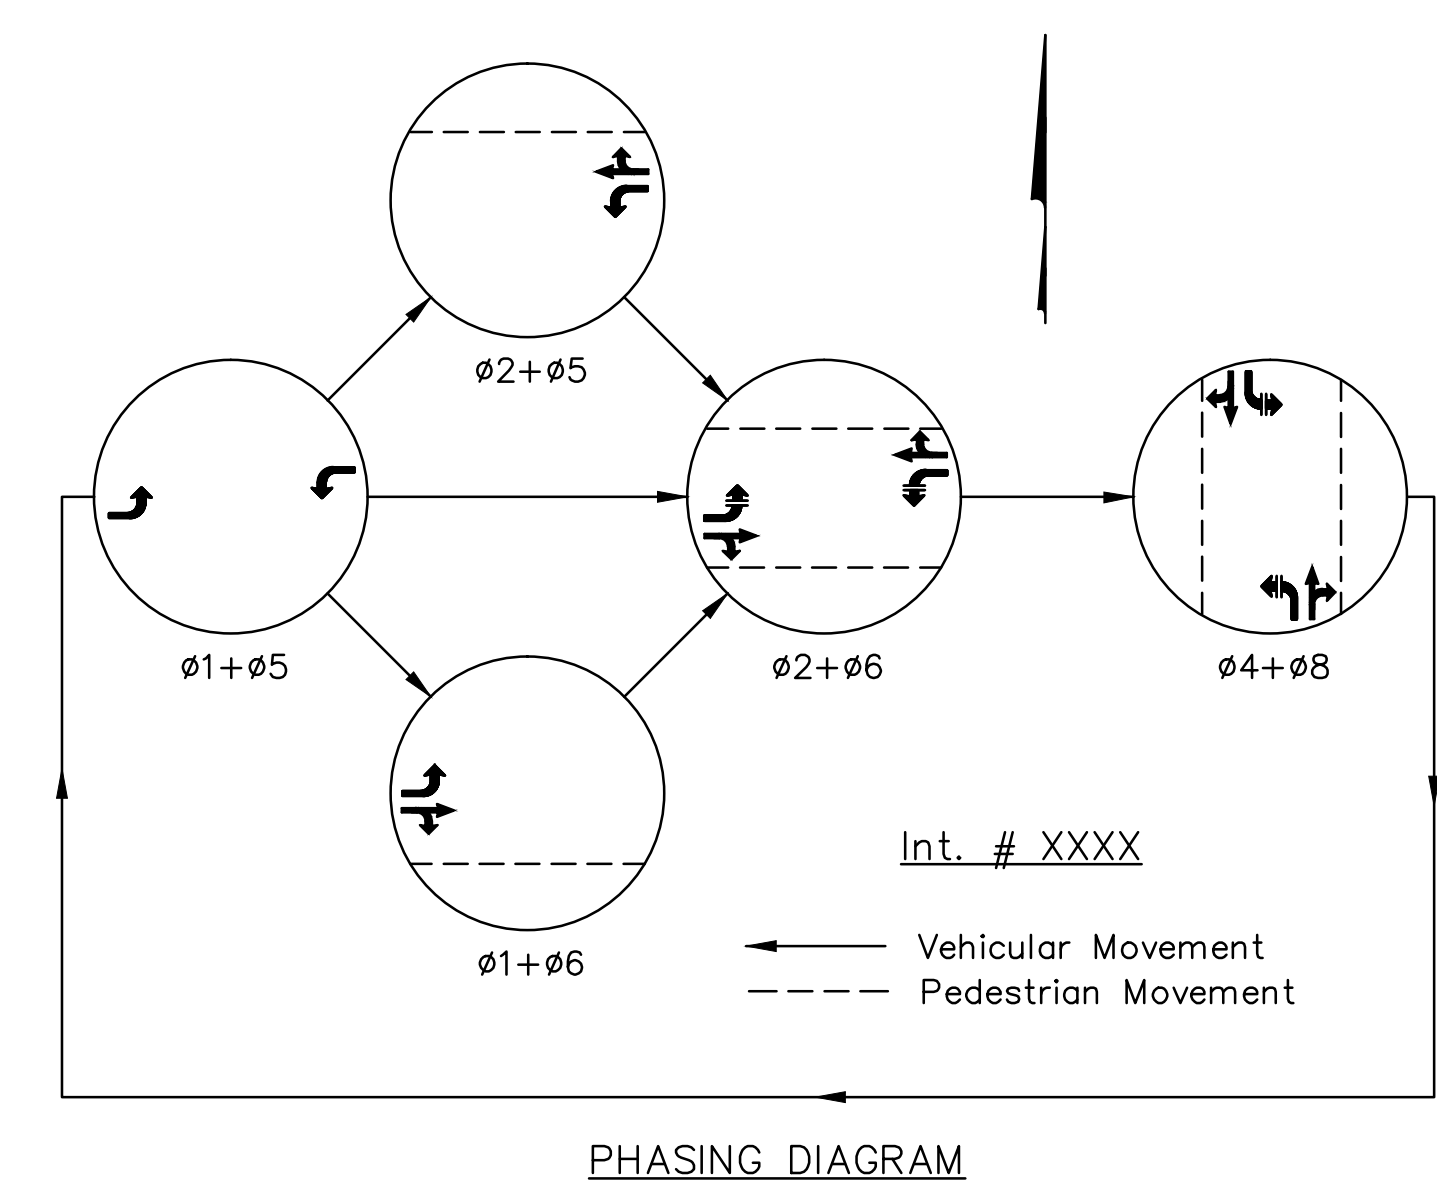 ø2+ø5
ø1+ø5
ø2+ø6
ø4+ø8
ø1+ø6
Int. # XXXX
Vehicular Movement
Pedestrian Movement
PHASING DIAGRAM